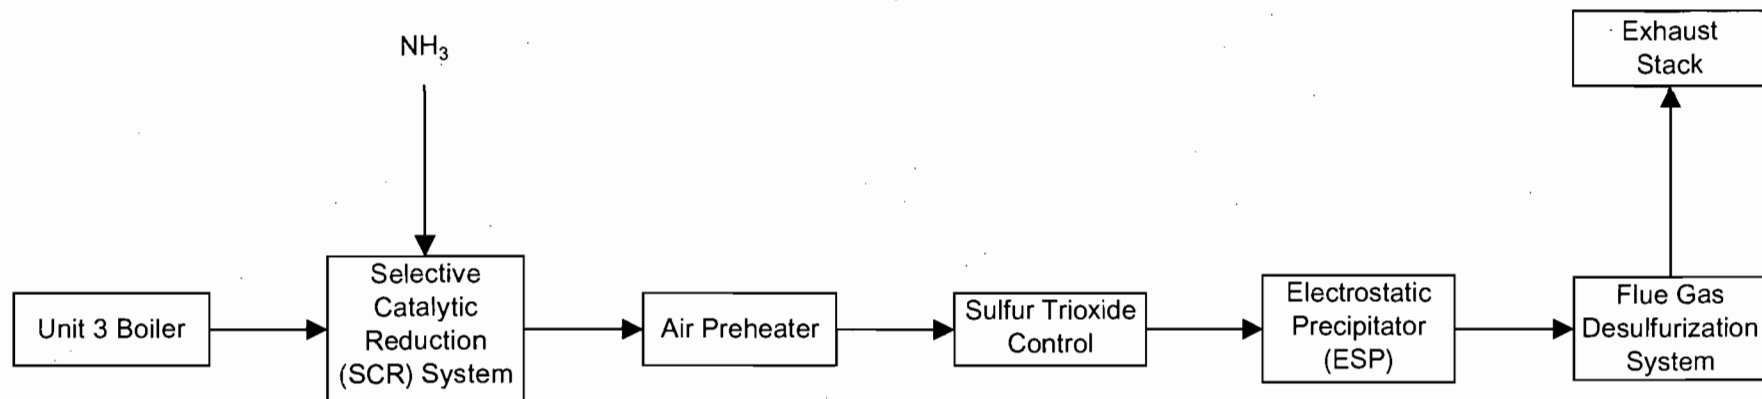 NH₃
Exhaust
Stack
Unit 3 Boiler
Selective
Catalytic
Reduction
(SCR) System
Air Preheater
Sulfur Trioxide
Control
Electrostatic
Precipitator
(ESP)
Flue Gas
Desulfurization
System